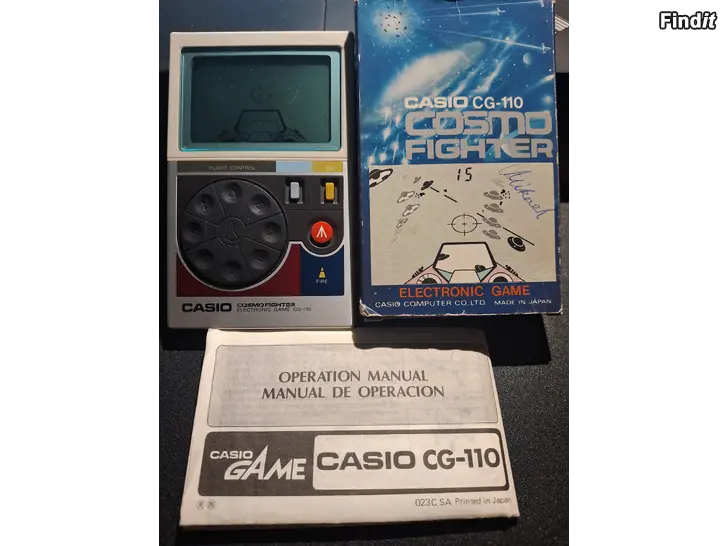 Findit
CASIO CG-110
COSMO
FIGHTER
15
Mikael
ELECTRONIC GAME
CASIO COMPUTER CO., LTD. MADE IN JAPAN
FLIGHT CONTROL
FIRE
CASIO COSMO FIGHTER
ELECTRONIC GAME CG-110
OPERATION MANUAL
MANUAL DE OPERACION
CASIO
GAME
CASIO CG-110
023C SA Printed in Japan